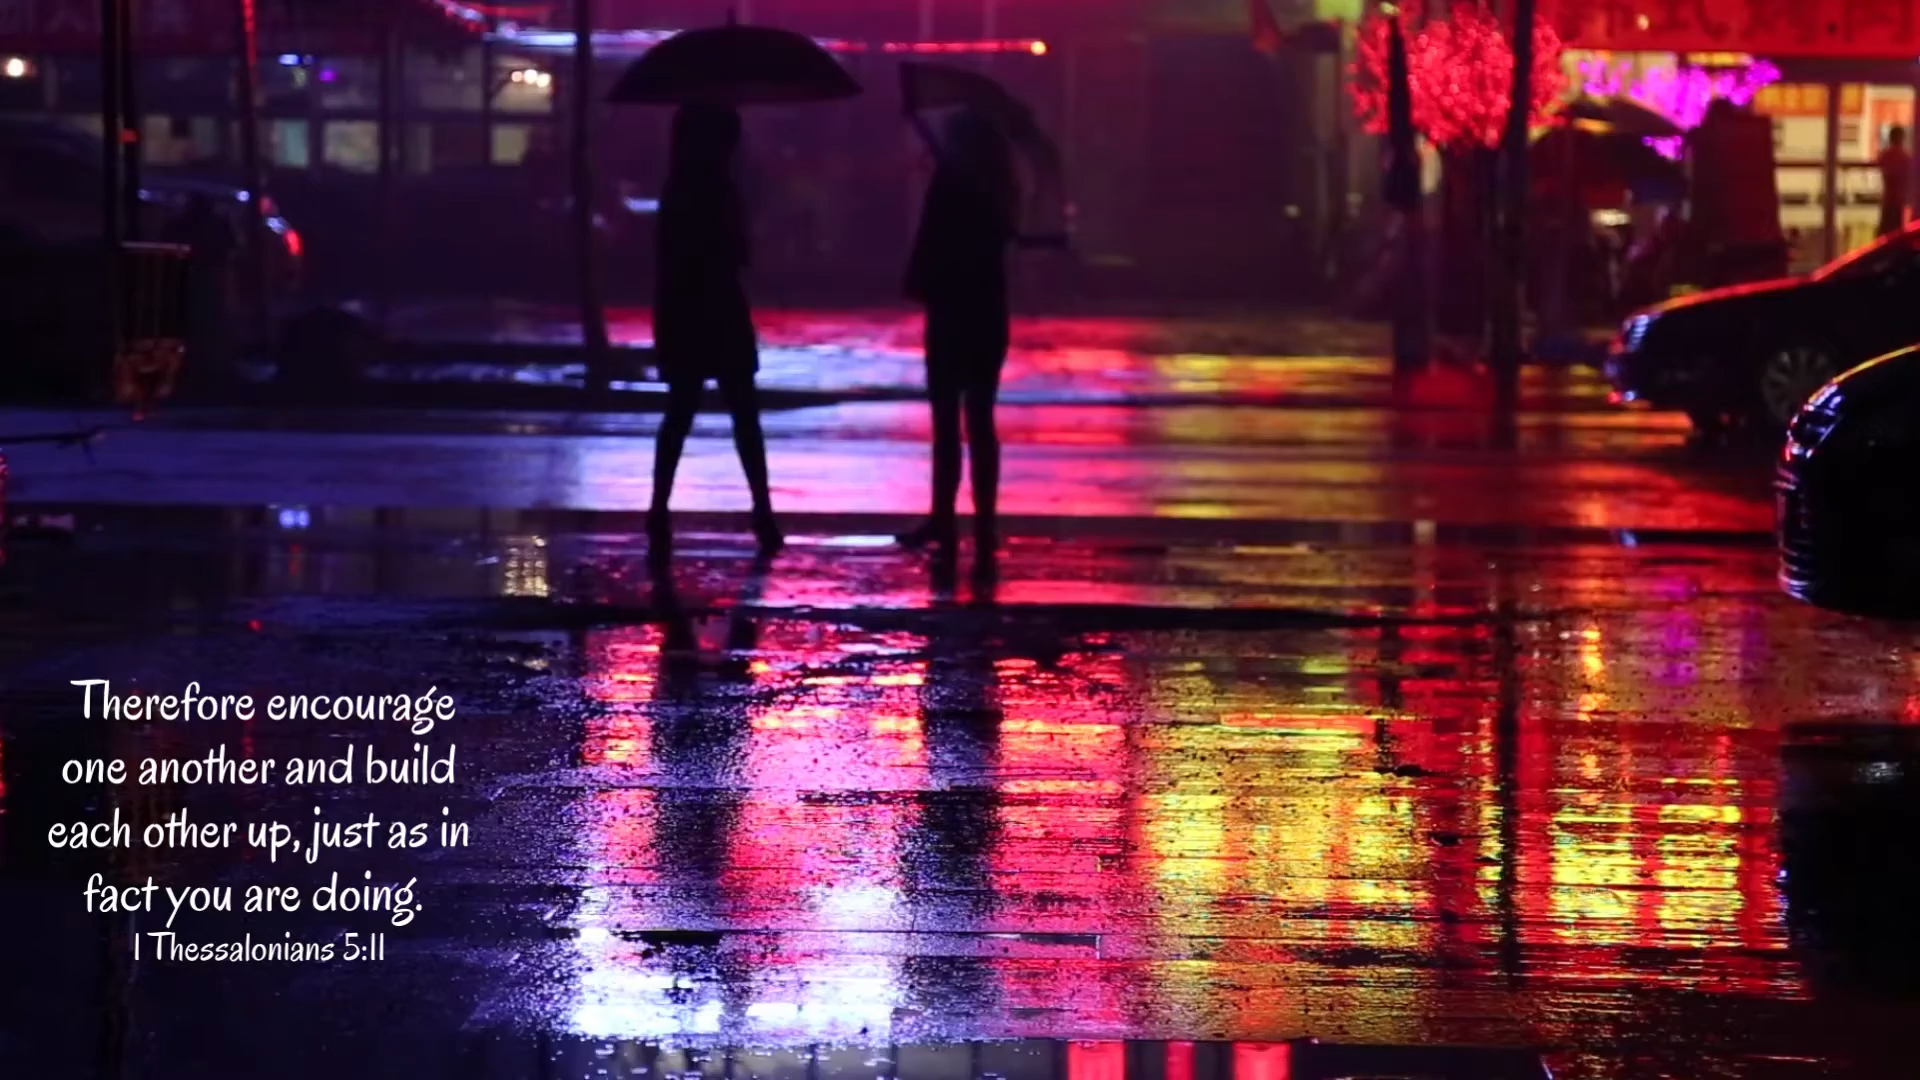 Therefore encourage
one another and build
each other up, just as in
fact you are doing.
1 Thessalonians 5:11